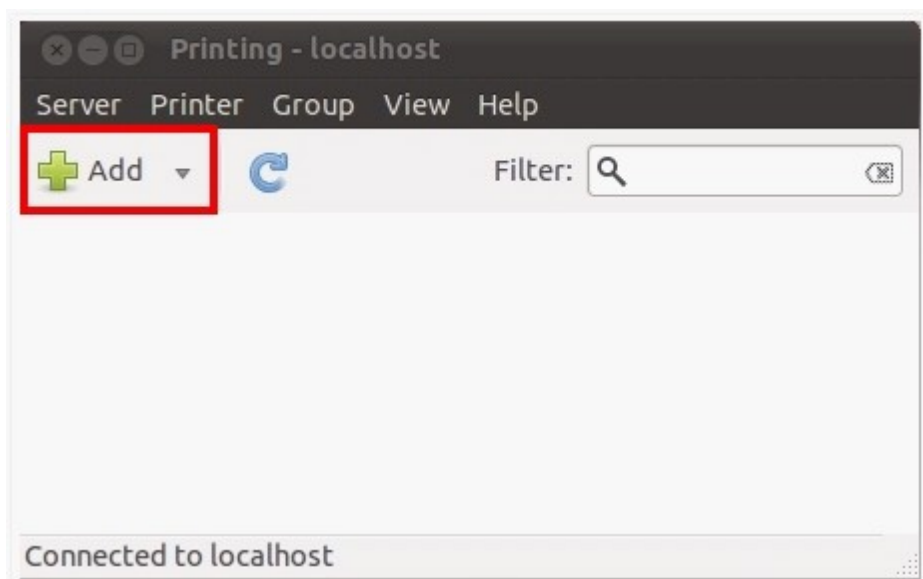 Printing - localhost
Server Printer Group View Help
Add Filter:
Connected to localhost